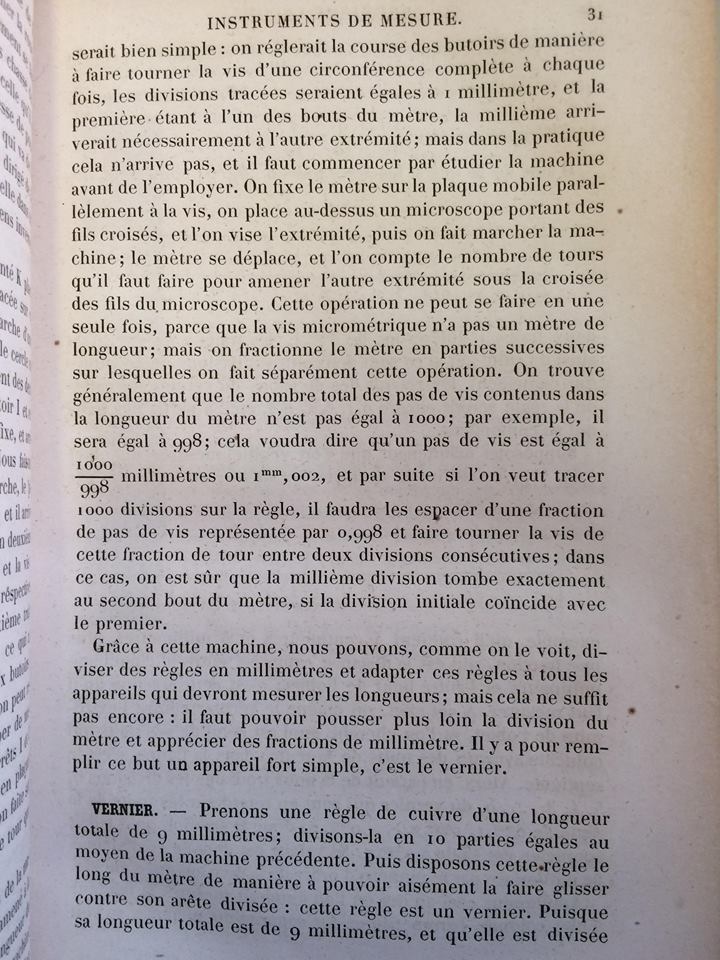 INSTRUMENTS DE MESURE. 31
serait bien simple : on réglerait la course des butoirs de manière
à faire tourner la vis d'une circonférence complète à chaque
fois, les divisions tracées seraient égales à 1 millimètre, et la
première étant à l'un des bouts du mètre, la millième arri-
verait nécessairement à l'autre extrémité; mais dans la pratique
cela n'arrive pas, et il faut commencer par étudier la machine
avant de l'employer. On fixe le mètre sur la plaque mobile paral-
lèlement à la vis, on place au-dessus un microscope portant des
fils croisés, et l'on vise l'extrémité, puis on fait marcher la ma-
chine; le mètre se déplace, et l'on compte le nombre de tours
qu'il faut faire pour amener l'autre extrémité sous la croisée
des fils du microscope. Cette opération ne peut se faire en une
seule fois, parce que la vis micrométrique n'a pas un mètre de
longueur; mais on fractionne le mètre en parties successives
sur lesquelles on fait séparément cette opération. On trouve
généralement que le nombre total des pas de vis contenus dans
la longueur du mètre n'est pas égal à 1000; par exemple, il
sera égal à 998; cela voudra dire qu'un pas de vis est égal à
1000/998 millimètres ou 1mm,002, et par suite si l'on veut tracer
1000 divisions sur la règle, il faudra les espacer d'une fraction
de pas de vis représentée par 0,998 et faire tourner la vis de
cette fraction de tour entre deux divisions consécutives; dans
ce cas, on est sûr que la millième division tombe exactement
au second bout du mètre, si la division initiale coïncide avec
le premier.
Grâce à cette machine, nous pouvons, comme on le voit, di-
viser des règles en millimètres et adapter ces règles à tous les
appareils qui devront mesurer les longueurs; mais cela ne suffit
pas encore : il faut pouvoir pousser plus loin la division du
mètre et apprécier des fractions de millimètre. Il y a pour rem-
plir ce but un appareil fort simple, c'est le vernier.
VERNIER. — Prenons une règle de cuivre d'une longueur
totale de 9 millimètres; divisons-la en 10 parties égales au
moyen de la machine précédente. Puis disposons cette règle le
long du mètre de manière à pouvoir aisément la faire glisser
contre son arête divisée : cette règle est un vernier. Puisque
sa longueur totale est de 9 millimètres, et qu'elle est divisée